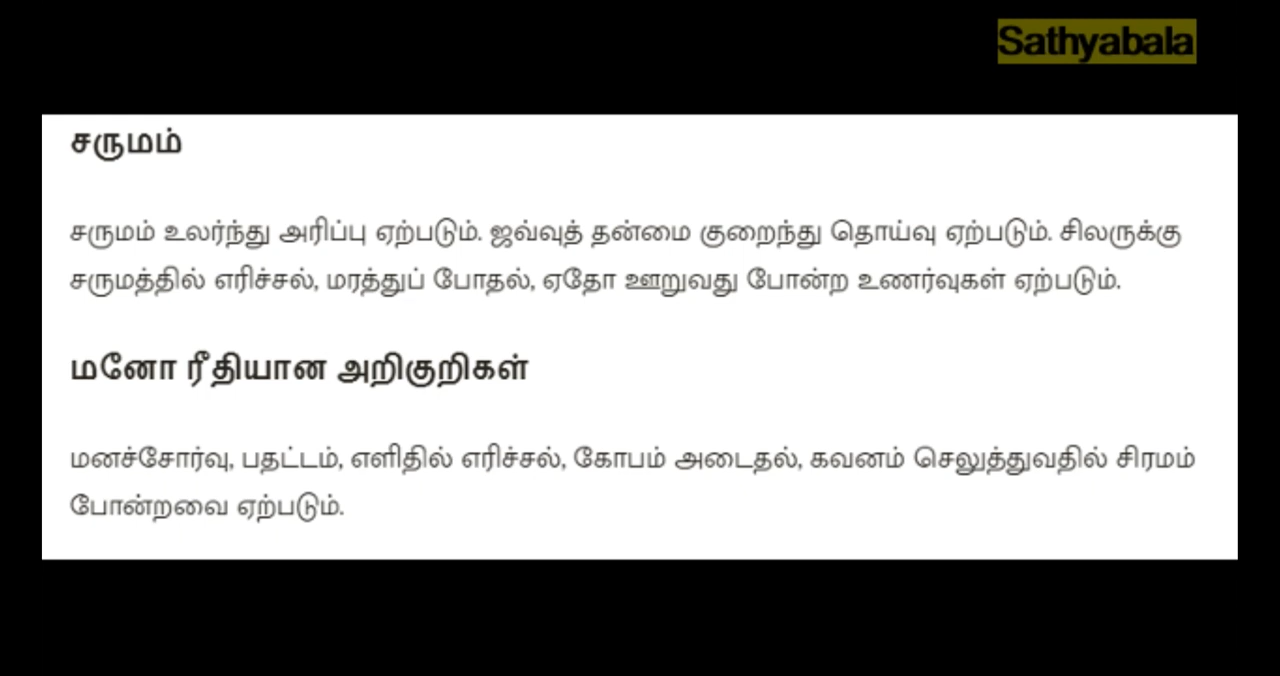 Sathyabala
சருமம்
சருமம் உலர்ந்து அரிப்பு ஏற்படும். ஜவ்வுத் தன்மை குறைந்து தொய்வு ஏற்படும். சிலருக்கு
சருமத்தில் எரிச்சல், மரத்துப் போதல், ஏதோ ஊறுவது போன்ற உணர்வுகள் ஏற்படும்.
மனோ ரீதியான அறிகுறிகள்
மனச்சோர்வு, பதட்டம், எளிதில் எரிச்சல், கோபம் அடைதல், கவனம் செலுத்துவதில் சிரமம்
போன்றவை ஏற்படும்.